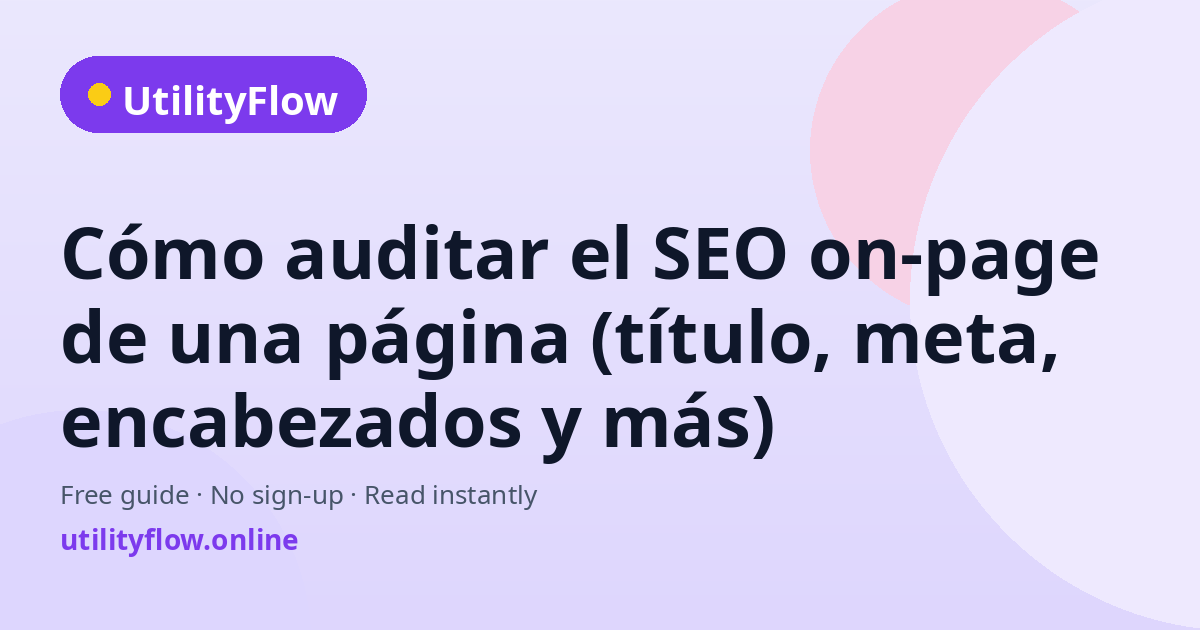 UtilityFlow
Cómo auditar el SEO on-page
de una página (título, meta,
encabezados y más)
Free guide · No sign-up · Read instantly
utilityflow.online